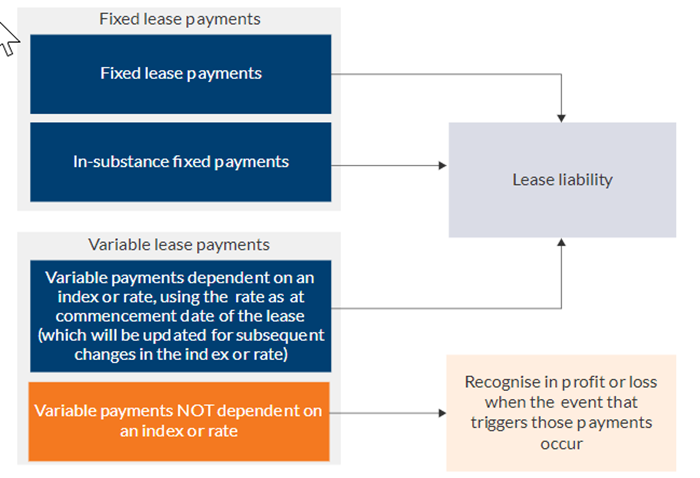 Fixed lease payments
Fixed lease payments
In-substance fixed payments
Lease liability
Variable lease payments
Variable payments dependent on an
index or rate, using the rate as at
commencement date of the lease
(which will be updated for subsequent
changes in the index or rate)
Variable payments NOT dependent on
an index or rate
Recognise in profit or loss
when the event that
triggers those payments
occur